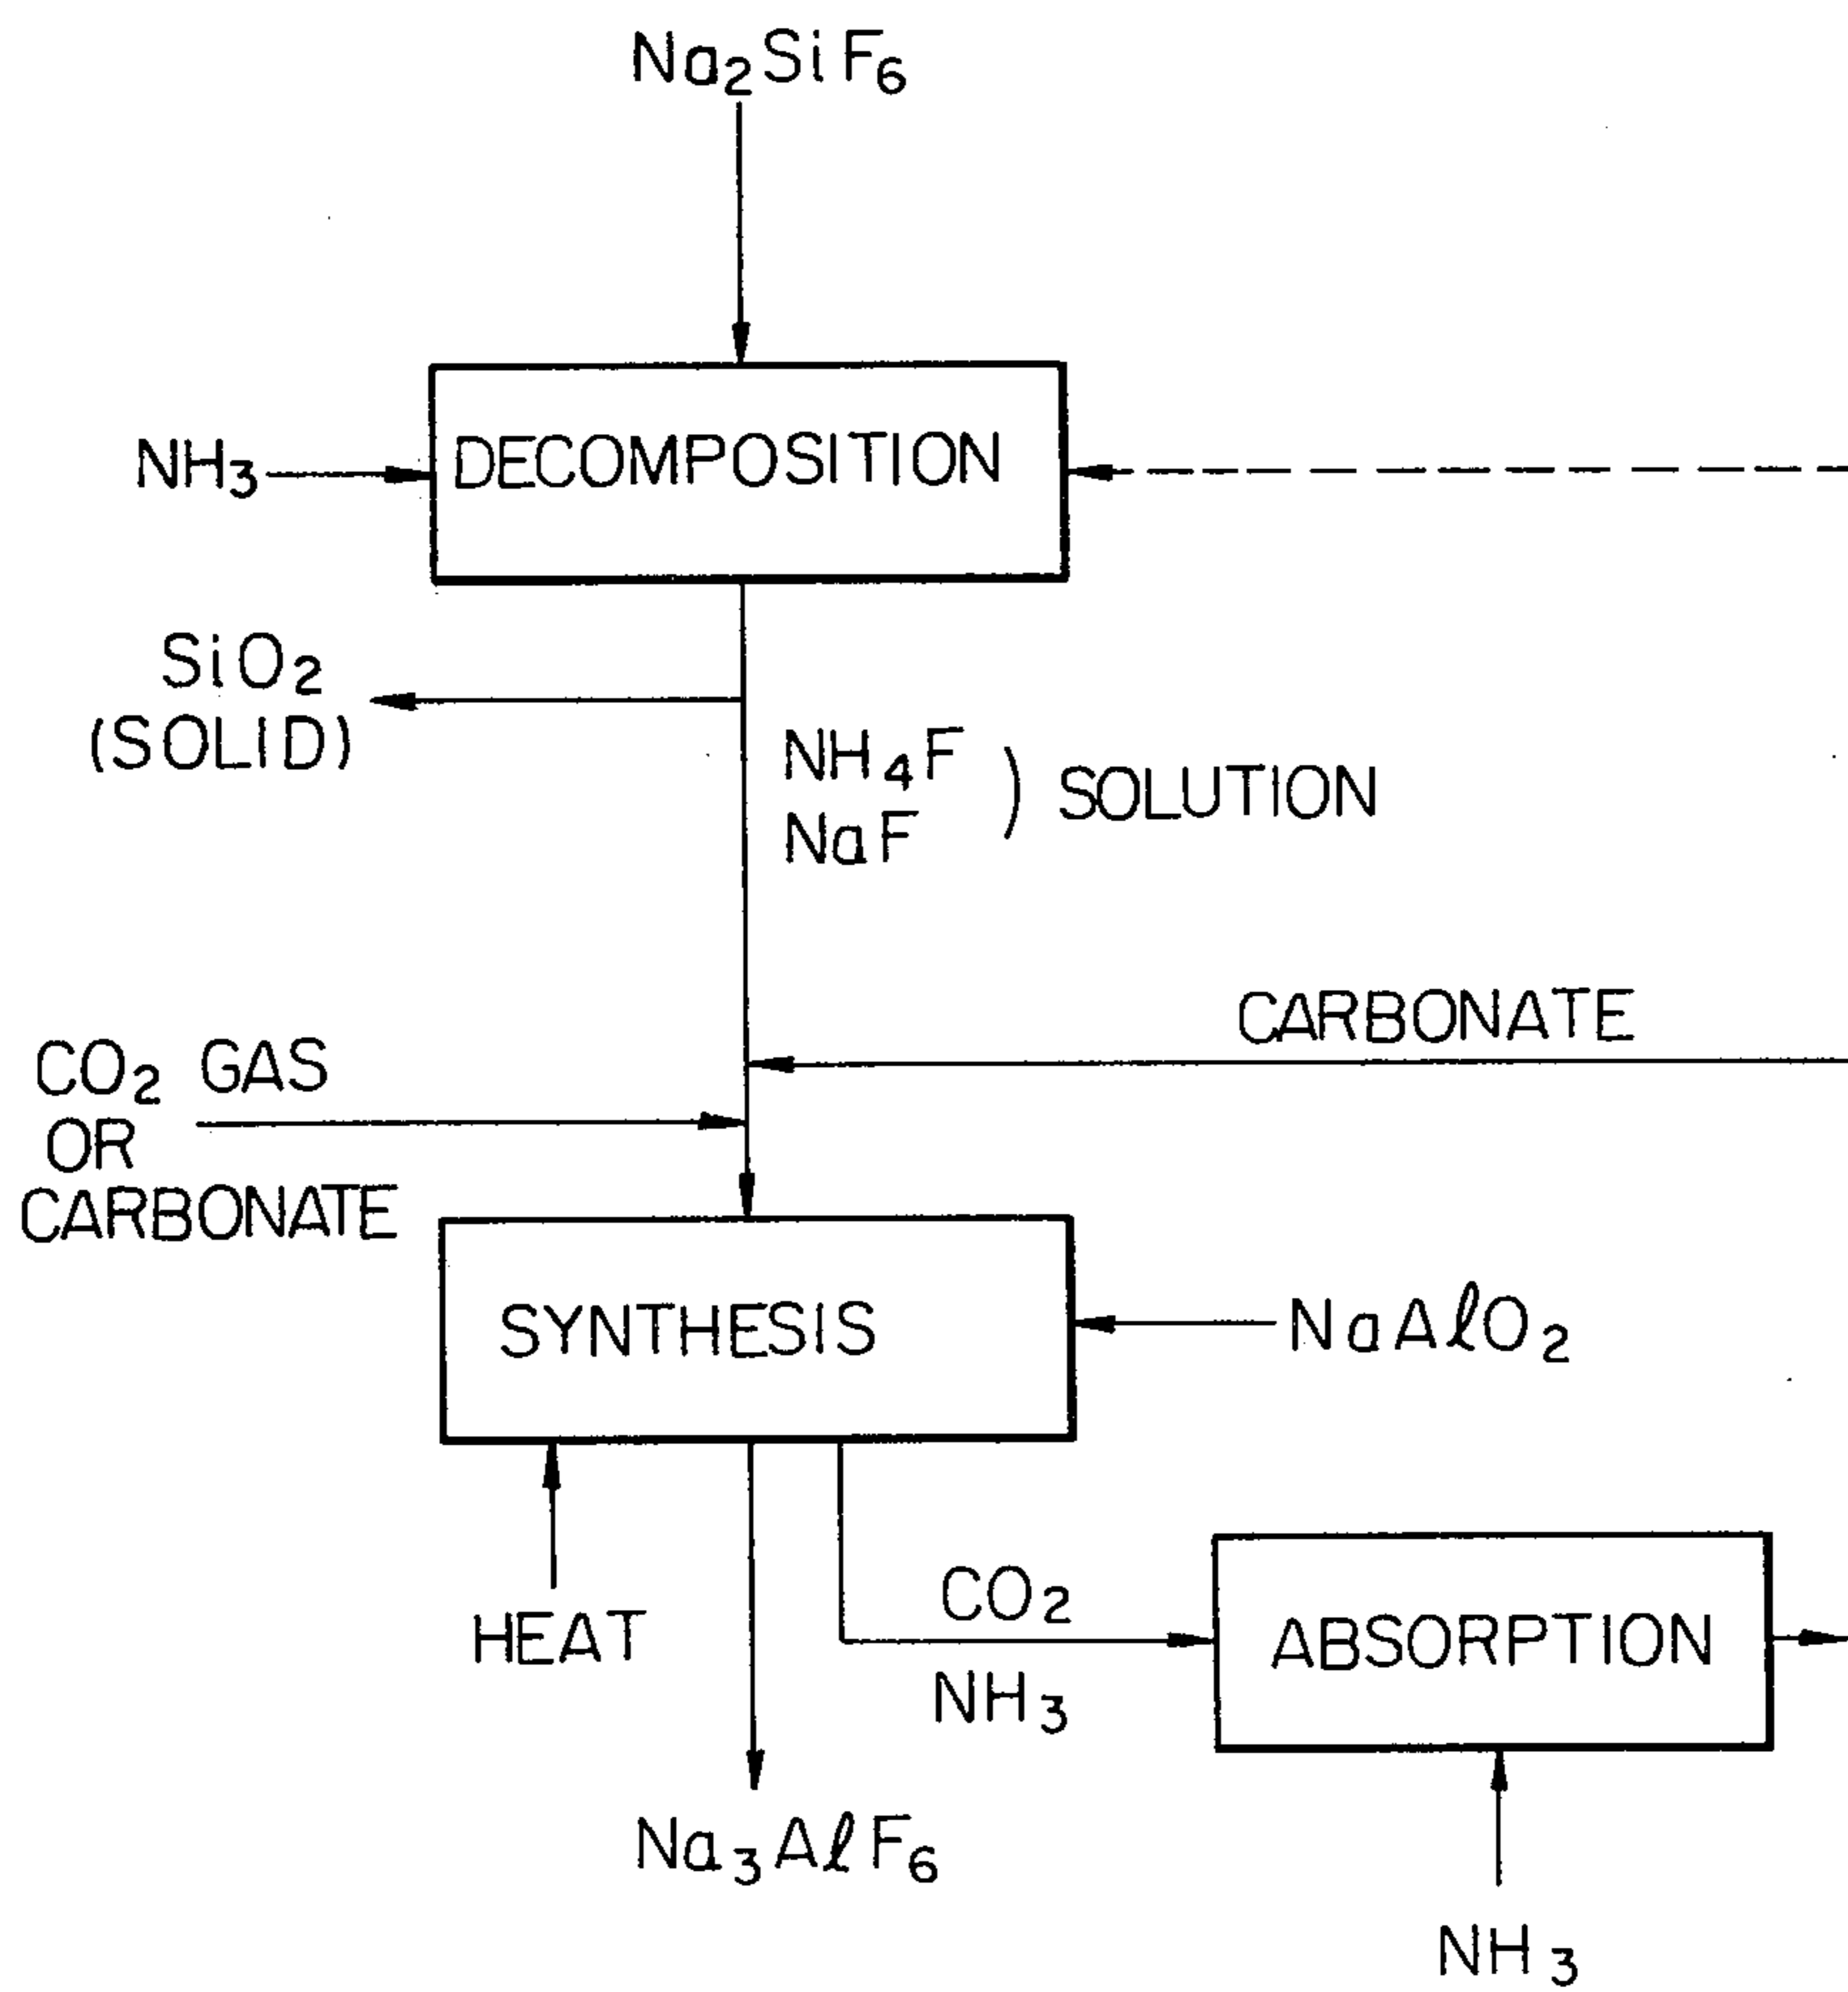 Na₂SiF₆
NH₃
DECOMPOSITION
SiO₂
(SOLID)
NH₄F
NaF
) SOLUTION
CARBONATE
CO₂ GAS
OR
CARBONATE
SYNTHESIS
NaAlO₂
HEAT
CO₂
NH₃
ABSORPTION
Na₃AlF₆
NH₃